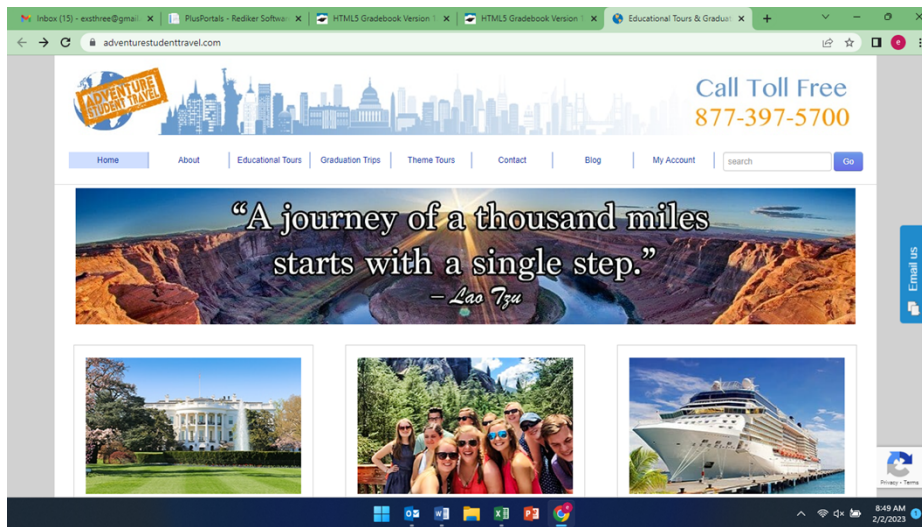 Inbox (15) - exsthree@gmail
PlusPortals - Rediker Softwar
HTML5 Gradebook Version 1
HTML5 Gradebook Version 1
Educational Tours & Graduat
adventurestudenttravel.com
e
ADVENTURE
STUDENT TRAVEL
Call Toll Free
877-397-5700
Home About Educational Tours Graduation Trips Theme Tours Contact Blog My Account search Go
“A journey of a thousand miles
starts with a single step.”
– Lao Tzu
Email us
Privacy - Terms
8:49 AM
2/2/2023